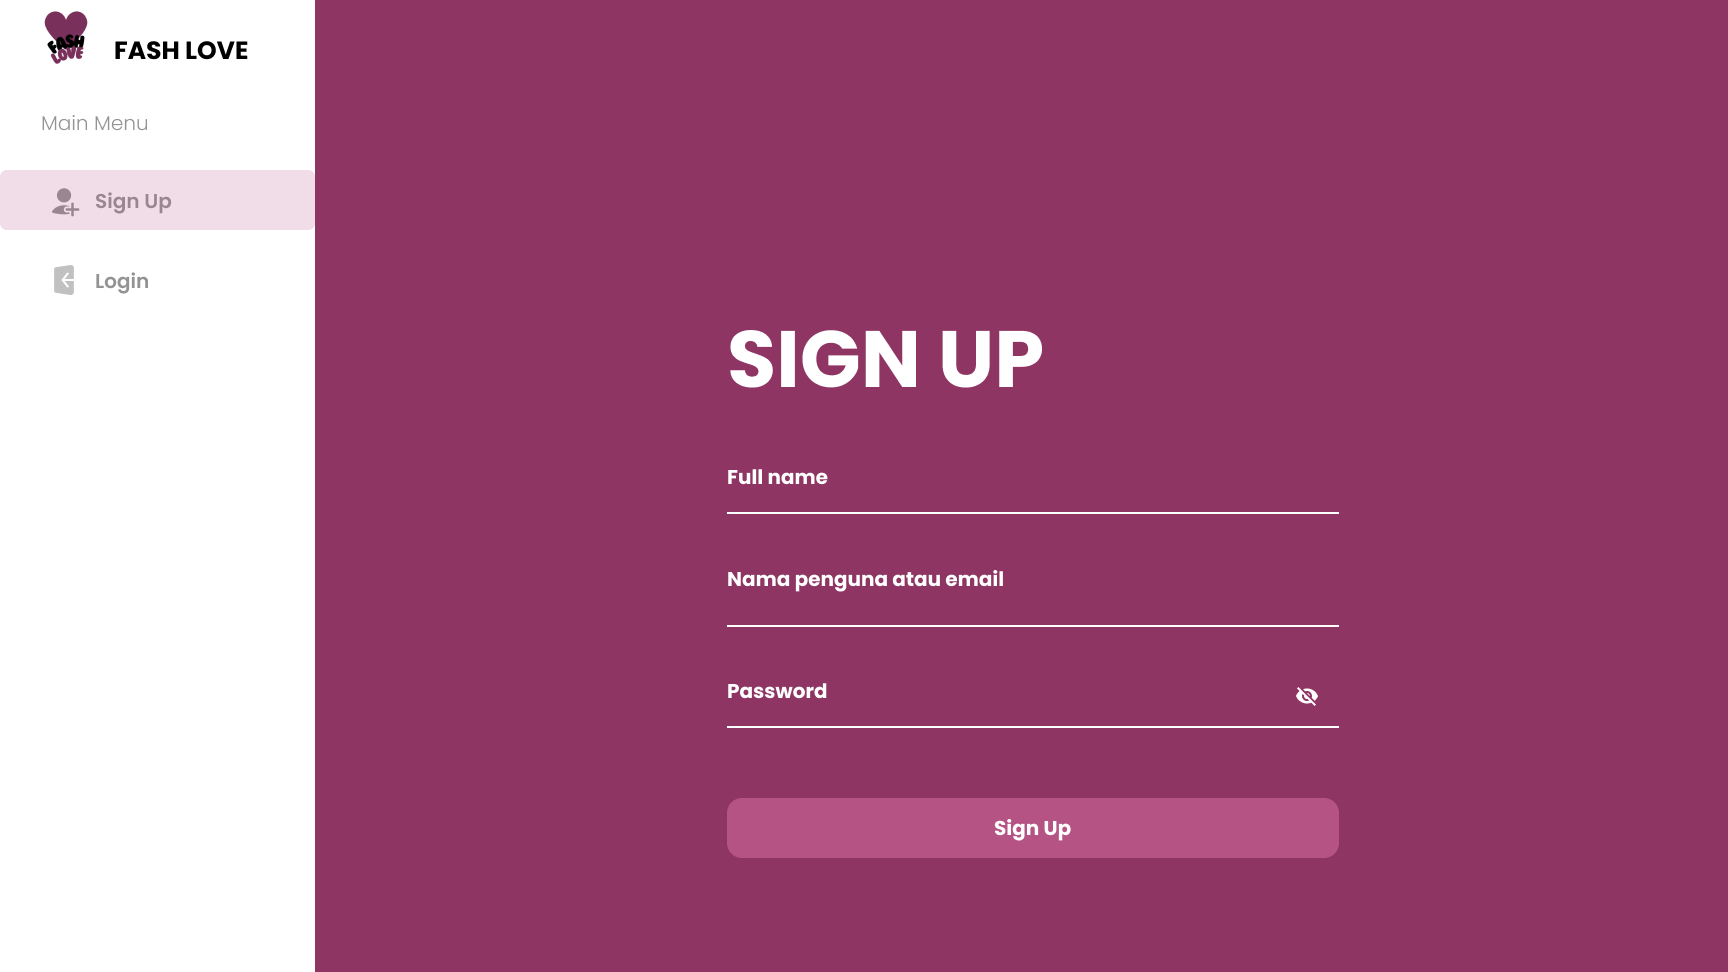 FASH
LOVE
FASH LOVE
Main Menu
Sign Up
Login
SIGN UP
Full name
Nama penguna atau email
Password
Sign Up